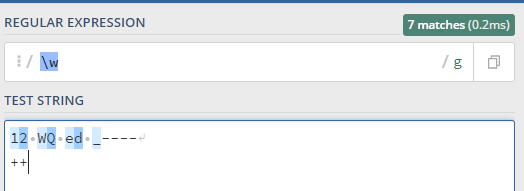 REGULAR EXPRESSION
7 matches (0.2ms)
/ \w / g
TEST STRING
12 WQ ed _----
++